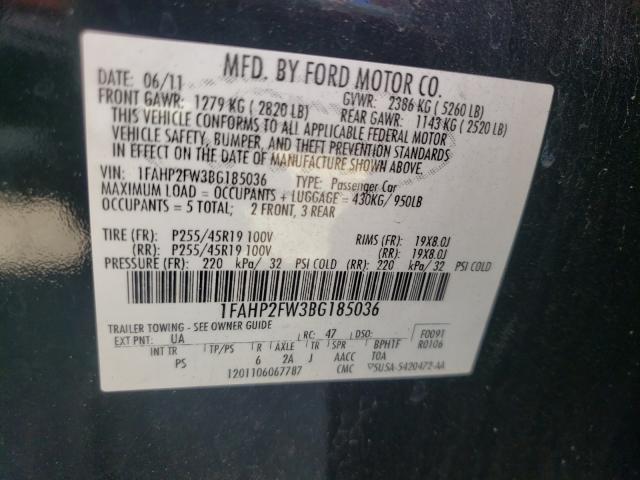 MFD. BY FORD MOTOR CO.
DATE: 06/11 GVWR: 2386 KG ( 5260 LB)
FRONT GAWR: 1279 KG ( 2820 LB) REAR GAWR: 1143 KG ( 2520 LB)
THIS VEHICLE CONFORMS TO ALL APPLICABLE FEDERAL MOTOR
VEHICLE SAFETY, BUMPER, AND THEFT PREVENTION STANDARDS
IN EFFECT ON THE DATE OF MANUFACTURE SHOWN ABOVE.
VIN: 1FAHP2FW3BG185036 TYPE: Passenger Car
MAXIMUM LOAD = OCCUPANTS + LUGGAGE = 430KG/ 950LB
OCCUPANTS = 5 TOTAL; 2 FRONT, 3 REAR
TIRE (FR): P255/45R19 100V RIMS (FR): 19X8.0J
(RR): P255/45R19 100V (RR): 19X8.0J
PRESSURE (FR): 220 kPa/ 32 PSI COLD (RR): 220 kPa/ 32 PSI COLD
1FAHP2FW3BG185036
TRAILER TOWING - SEE OWNER GUIDE
EXT PNT: UA RC: 47 DSO: F0091
INT TR TP/PS R AXLE TR SPR BPHTF R0106
PS 6 2A J AACC TOA
1201106067787 CMC 5U5A-5420472-AA